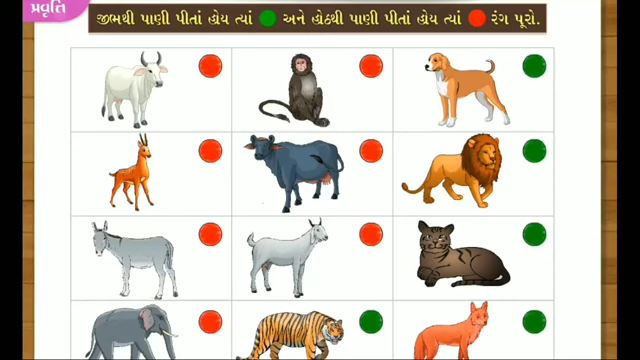 પ્રવૃત્તિ
જીભથી પાણી પીતાં હોય ત્યાં અને હોઠથી પાણી પીતાં હોય ત્યાં રંગ પૂરો.